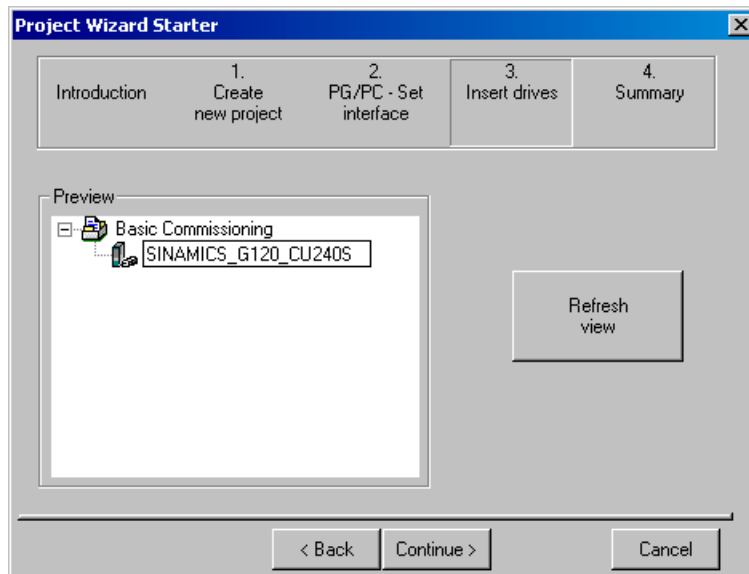 Project Wizard Starter
Introduction
1.
Create
new project
2.
PG/PC - Set
interface
3.
Insert drives
4.
Summary
Preview
Basic Commissioning
SINAMICS_G120_CU240S
Refresh
view
< Back
Continue >
Cancel